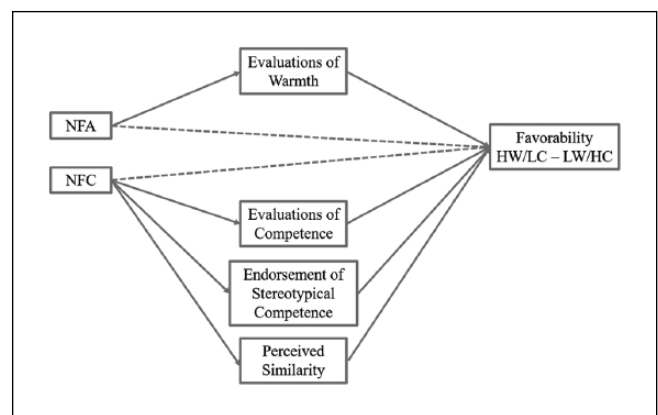 Evaluations of
Warmth
NFA
Favorability
HW/LC – LW/HC
NFC
Evaluations of
Competence
Endorsement of
Stereotypical
Competence
Perceived
Similarity